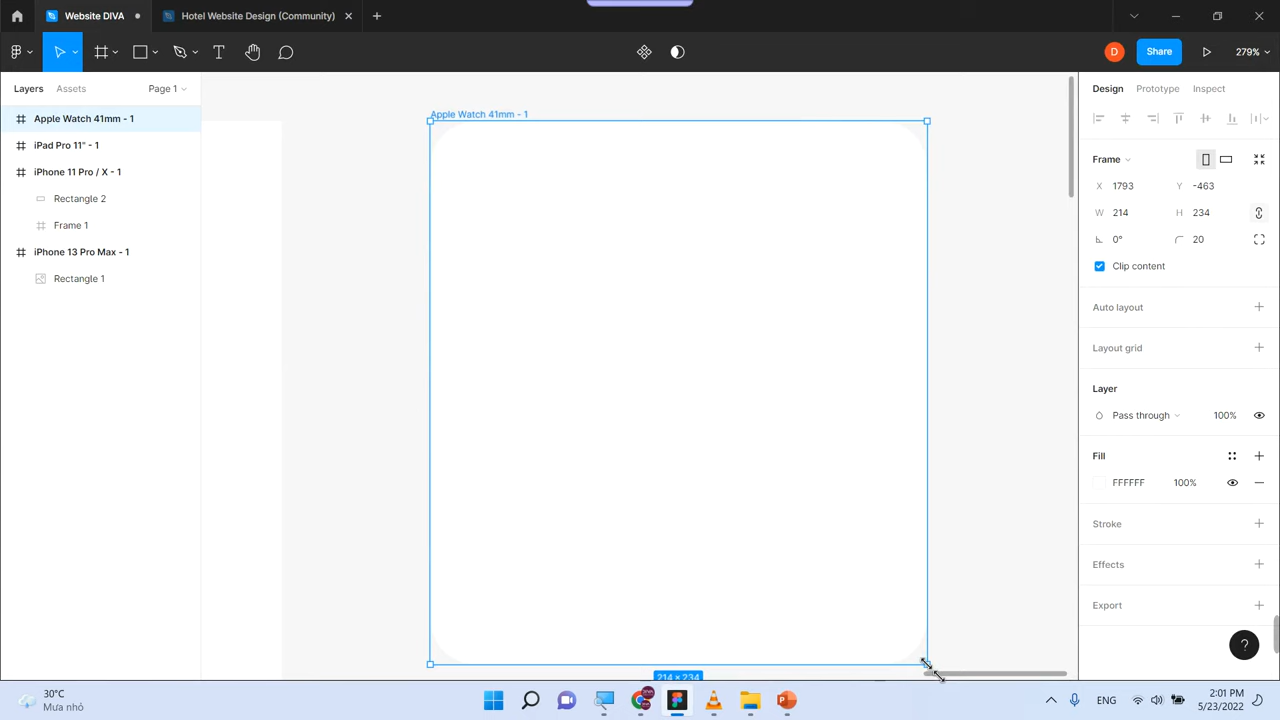 Website DIVA
Hotel Website Design (Community)
D
Share
279%
Layers
Assets
Page 1
Apple Watch 41mm - 1
iPad Pro 11" - 1
iPhone 11 Pro / X - 1
Rectangle 2
Frame 1
iPhone 13 Pro Max - 1
Rectangle 1
Apple Watch 41mm - 1
214 × 234
Design
Prototype
Inspect
Frame
X 1793
Y -463
W 214
H 234
0°
20
Clip content
Auto layout
Layout grid
Layer
Pass through
100%
Fill
FFFFFF
100%
Stroke
Effects
Export
?
30°C
Mưa nhỏ
ENG
2:01 PM
5/23/2022